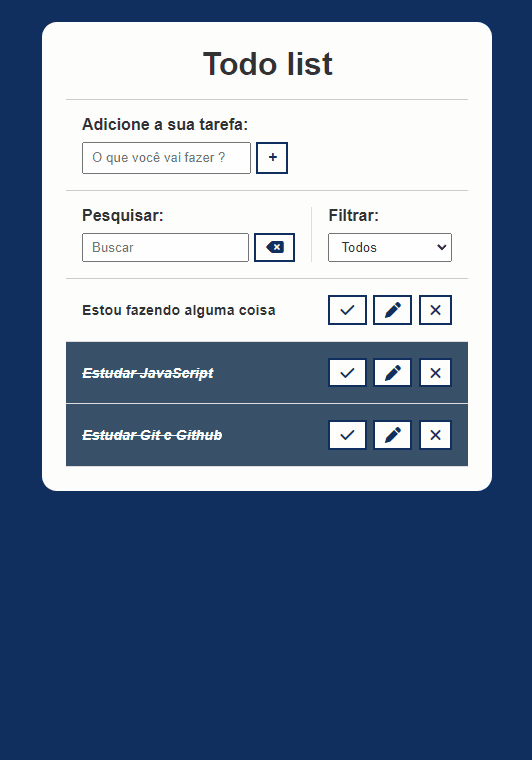 Todo list
Adicione a sua tarefa:
O que você vai fazer ?
+
Pesquisar:
Filtrar:
Buscar
Todos
Estou fazendo alguma coisa
Estudar JavaScript
Estudar Git e Github